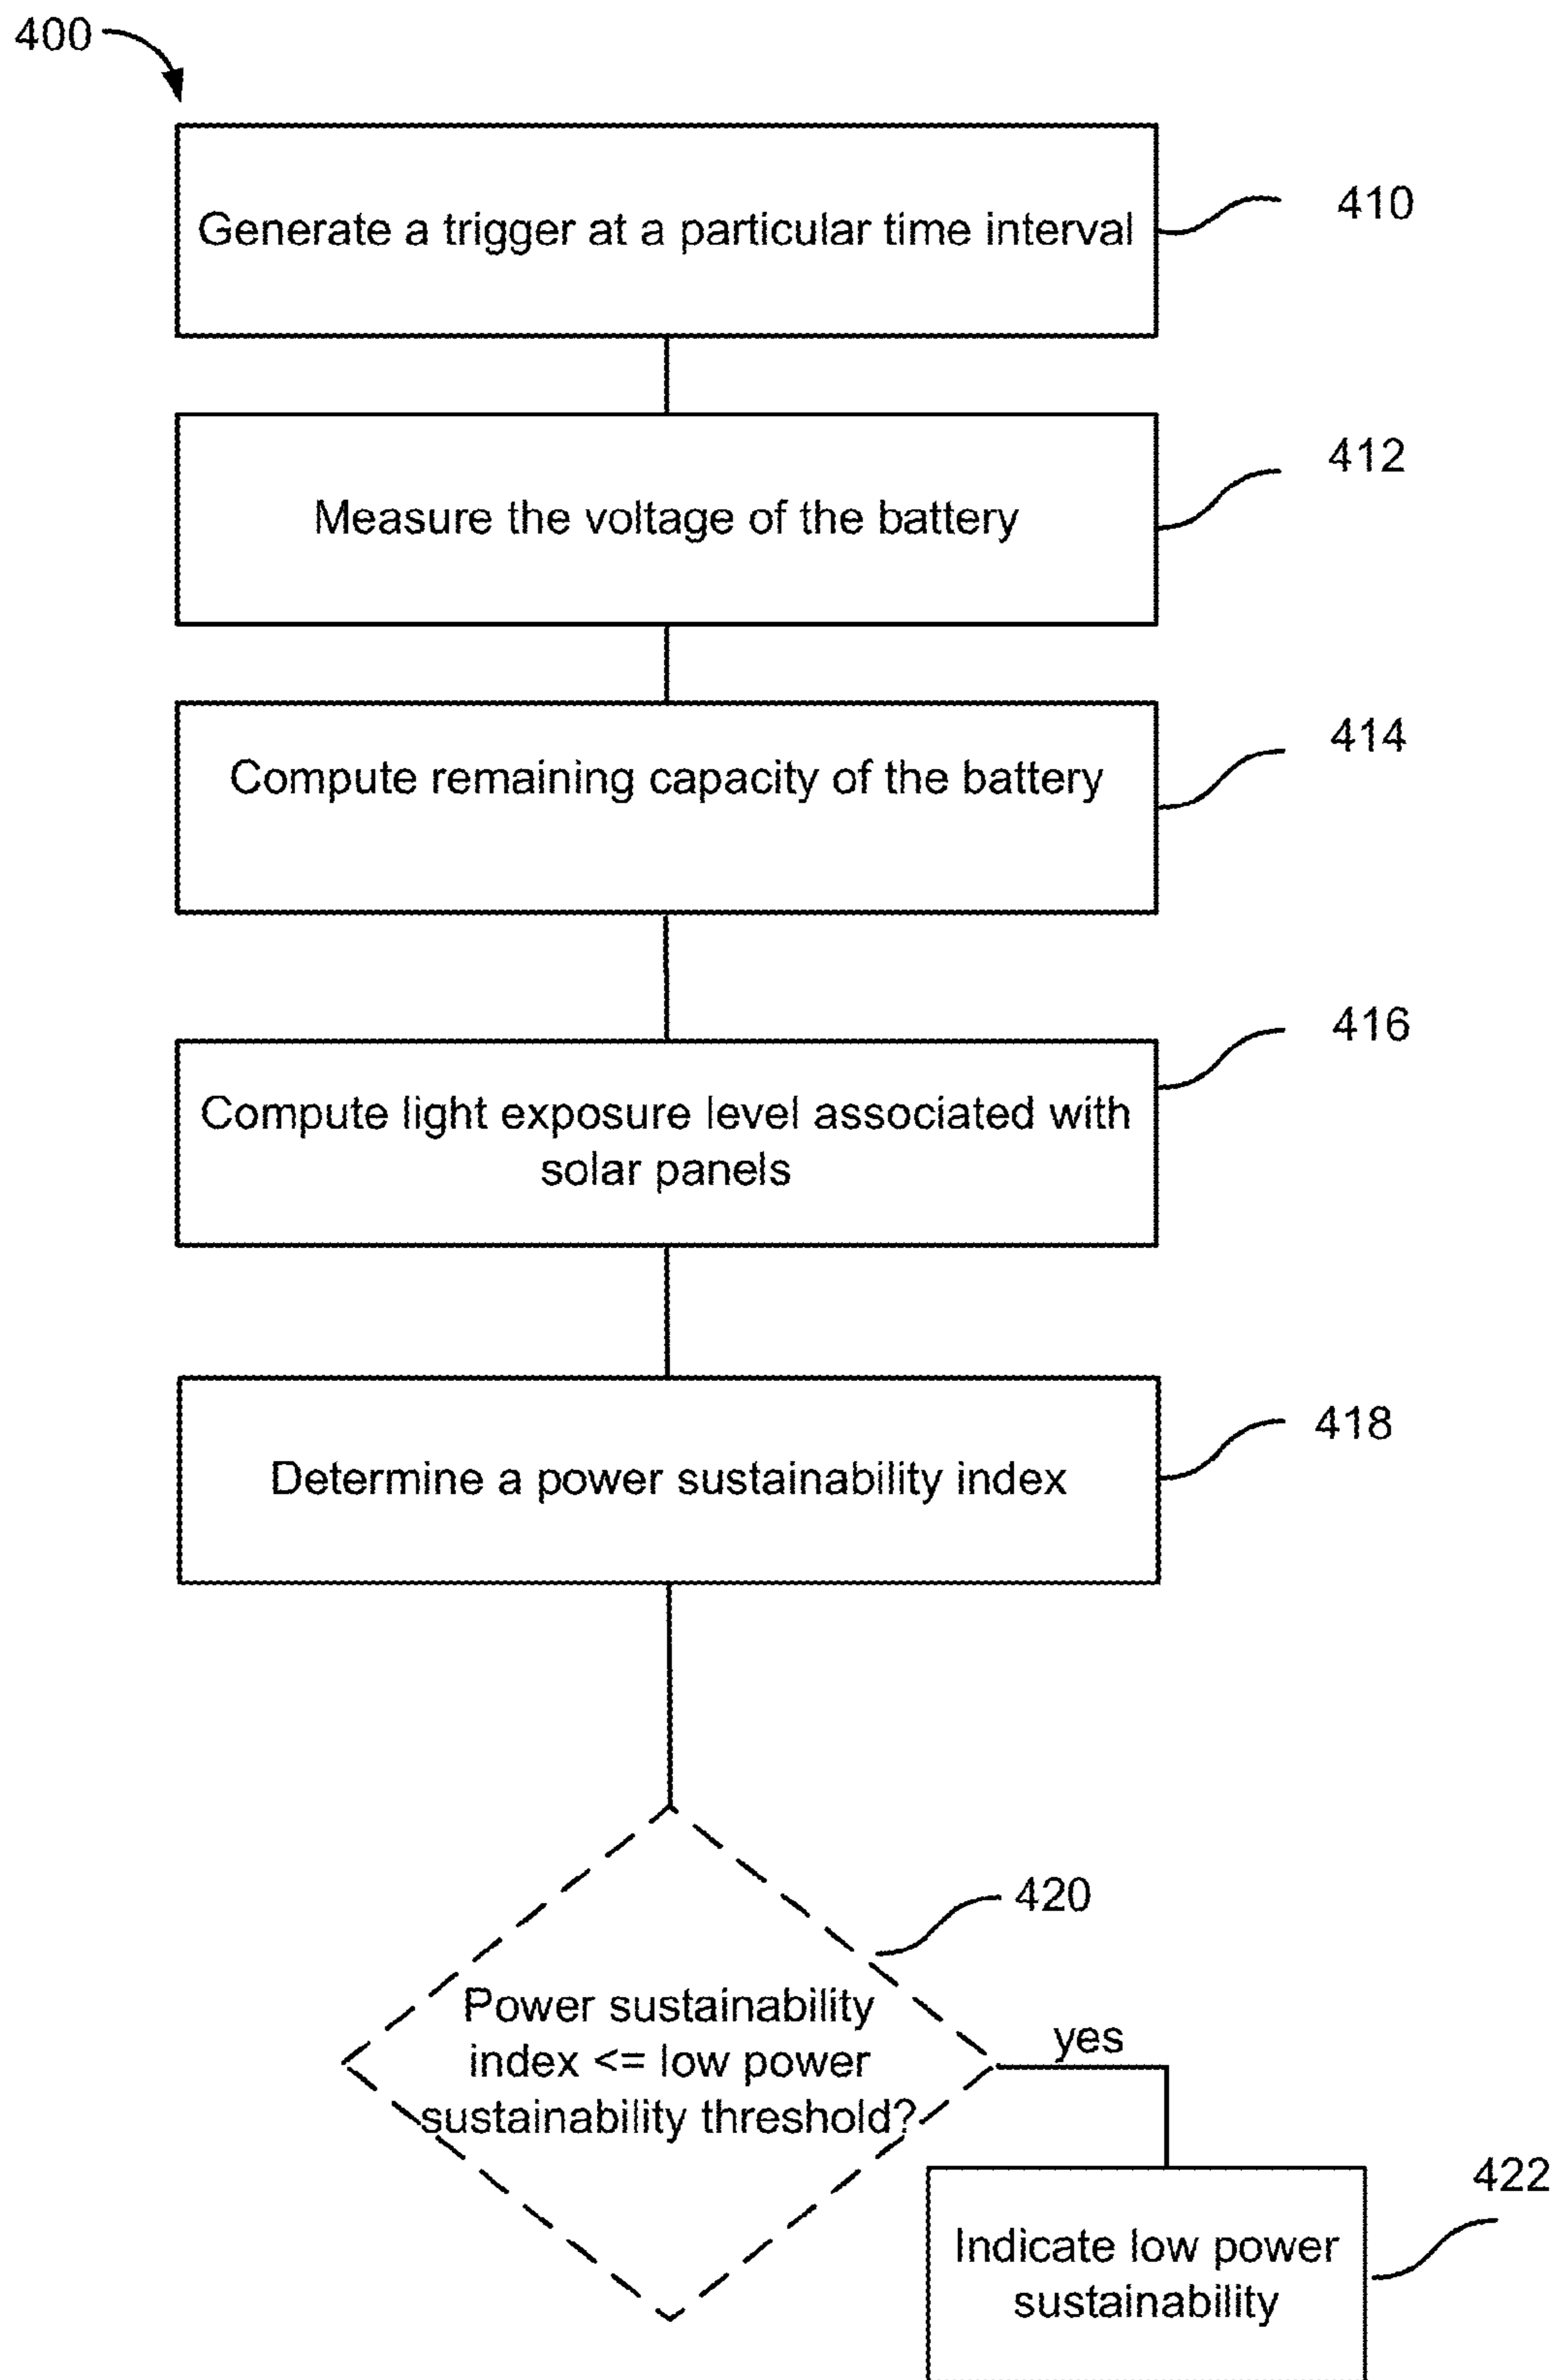 400
Generate a trigger at a particular time interval
410
Measure the voltage of the battery
412
Compute remaining capacity of the battery
414
Compute light exposure level associated with
solar panels
416
Determine a power sustainability index
418
Power sustainability
index <= low power
sustainability threshold?
420
yes
Indicate low power
sustainability
422